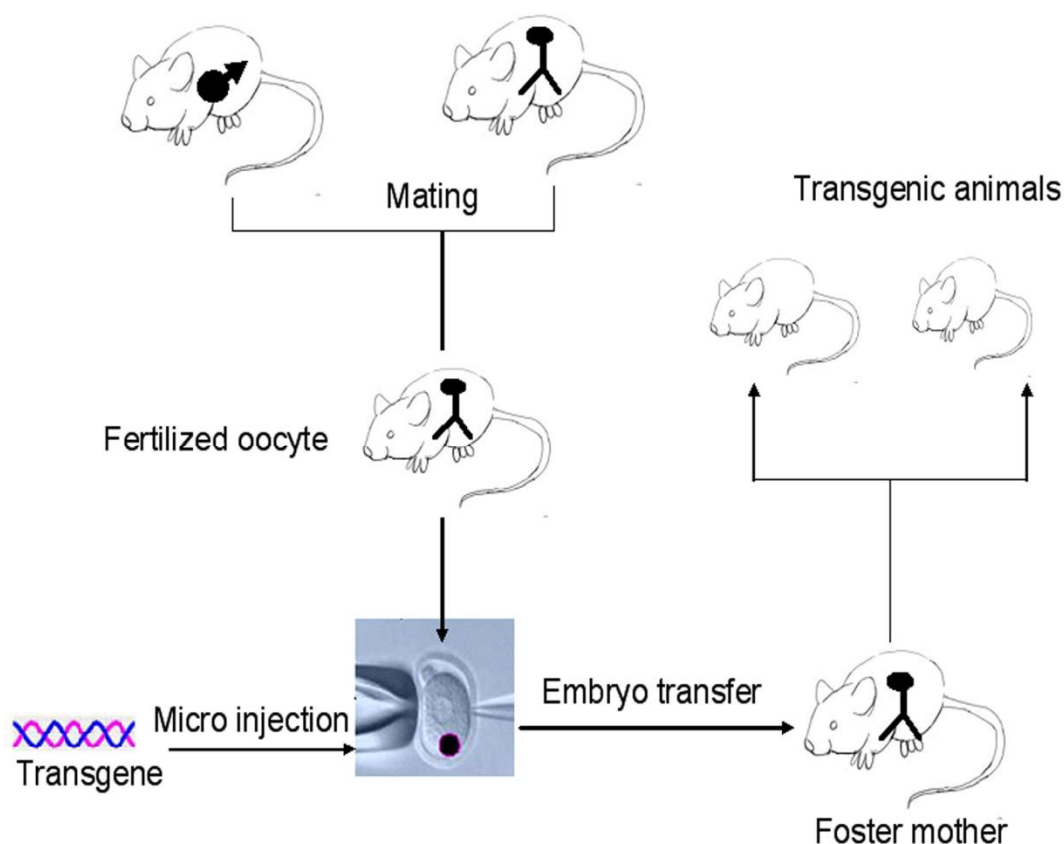 Mating
Transgenic animals
Fertilized oocyte
Micro injection
Embryo transfer
Transgene
Foster mother